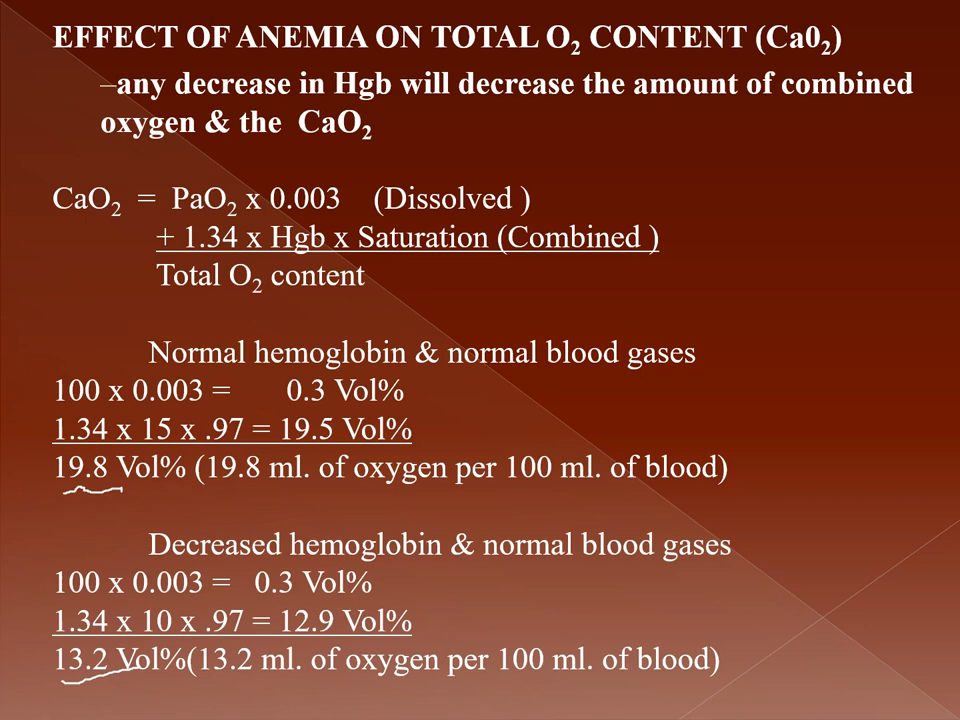 EFFECT OF ANEMIA ON TOTAL O₂ CONTENT (Ca0₂)
–any decrease in Hgb will decrease the amount of combined
oxygen & the CaO₂
CaO₂ = PaO₂ x 0.003 (Dissolved )
+ 1.34 x Hgb x Saturation (Combined )
Total O₂ content
Normal hemoglobin & normal blood gases
100 x 0.003 = 0.3 Vol%
1.34 x 15 x .97 = 19.5 Vol%
19.8 Vol% (19.8 ml. of oxygen per 100 ml. of blood)
Decreased hemoglobin & normal blood gases
100 x 0.003 = 0.3 Vol%
1.34 x 10 x .97 = 12.9 Vol%
13.2 Vol%(13.2 ml. of oxygen per 100 ml. of blood)